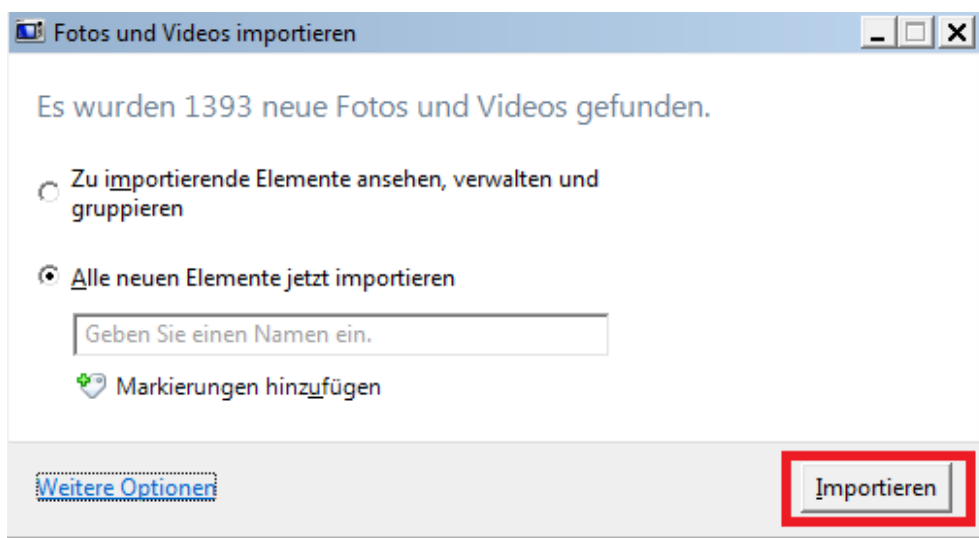 Fotos und Videos importieren
Es wurden 1393 neue Fotos und Videos gefunden.
Zu importierende Elemente ansehen, verwalten und
gruppieren
Alle neuen Elemente jetzt importieren
Geben Sie einen Namen ein.
Markierungen hinzufügen
Weitere Optionen
Importieren